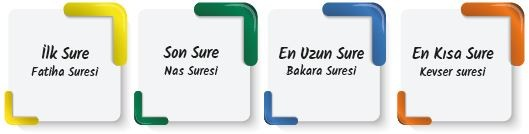 İlk Sure
Fatiha Suresi
Son Sure
Nas Suresi
En Uzun Sure
Bakara Suresi
En Kısa Sure
Kevser suresi